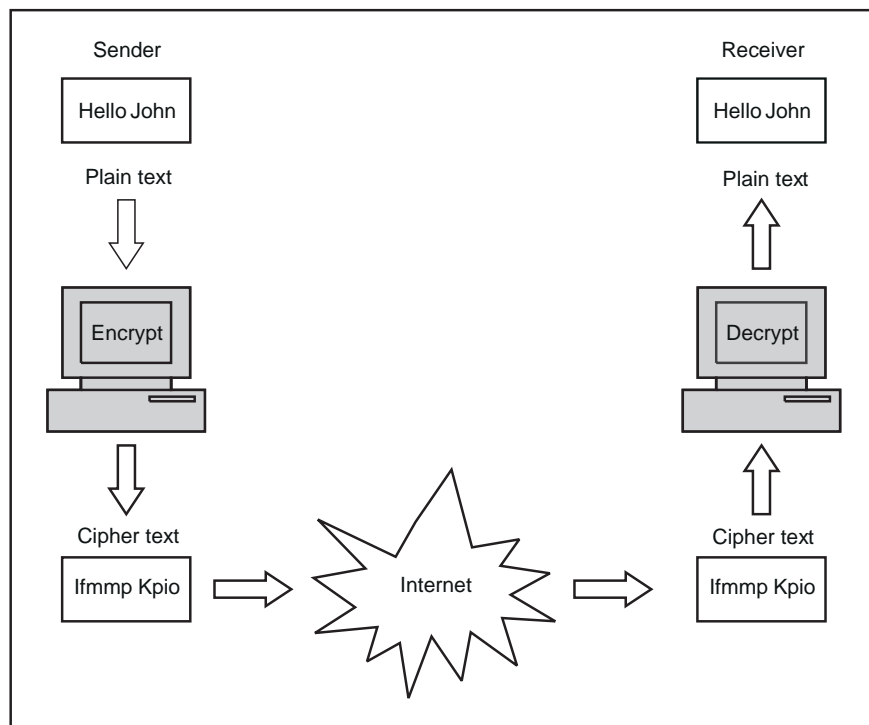 Sender
Receiver
Hello John
Hello John
Plain text
Plain text
Encrypt
Decrypt
Cipher text
Cipher text
Ifmmp Kpio
Internet
Ifmmp Kpio